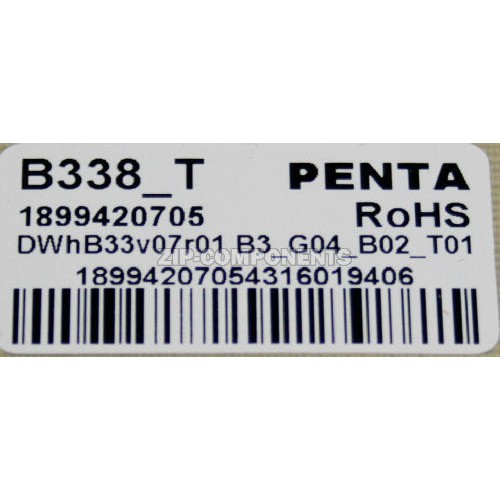 B338_T PENTA
1899420705 RoHS
DWhB33v07r01 B3_G04_B02_T01
ZIP-COMPONENTS
18994207054316019406